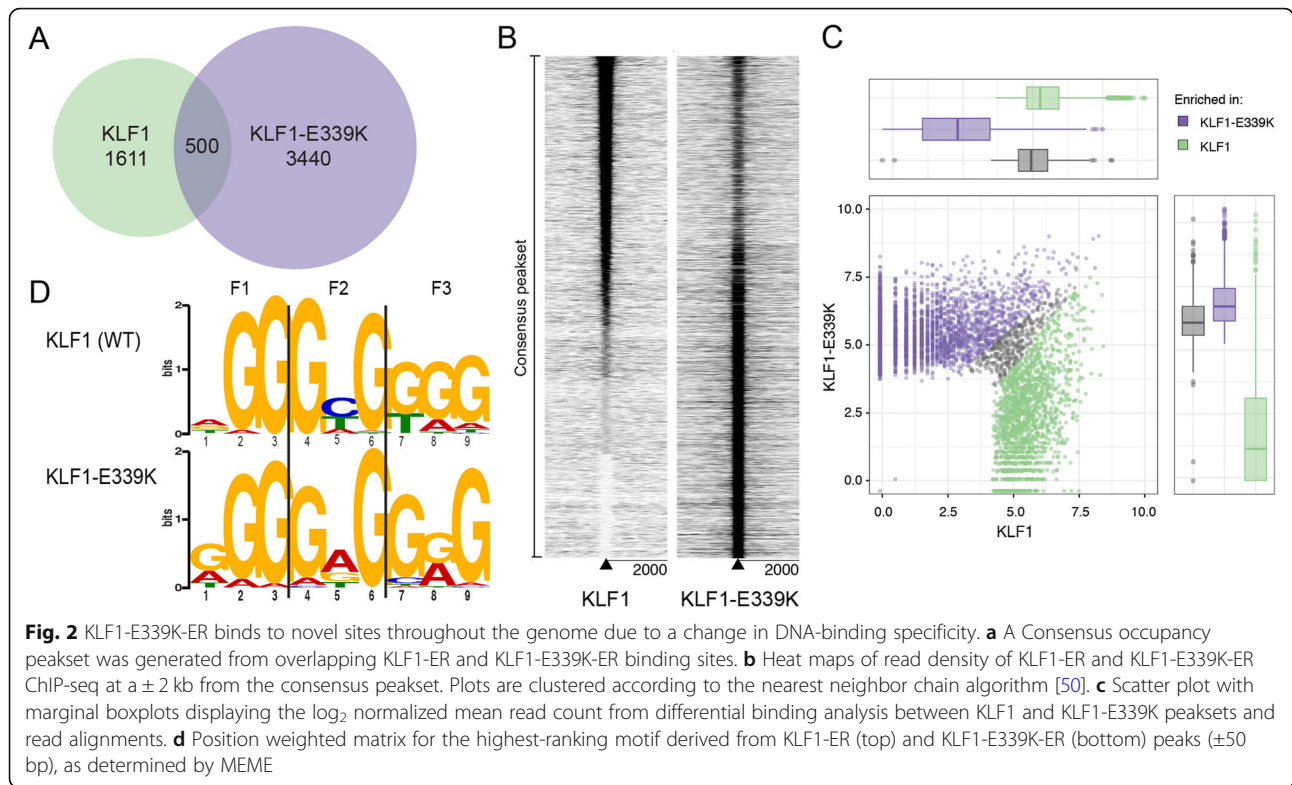 A
KLF1
1611
500
KLF1-E339K
3440
B
Consensus peakset
2000
2000
KLF1
KLF1-E339K
C
Enriched in:
KLF1-E339K
KLF1
10.0
7.5
5.0
2.5
0.0
KLF1-E339K
0.0
2.5
5.0
7.5
10.0
KLF1
D
F1
F2
F3
KLF1 (WT)
2
bits
1
0
1 2 3 4 5 6 7 8 9
KLF1-E339K
2
bits
1
0
1 2 3 4 5 6 7 8 9
Fig. 2 KLF1-E339K-ER binds to novel sites throughout the genome due to a change in DNA-binding specificity. a A Consensus occupancy
peakset was generated from overlapping KLF1-ER and KLF1-E339K-ER binding sites. b Heat maps of read density of KLF1-ER and KLF1-E339K-ER
ChIP-seq at a ± 2 kb from the consensus peakset. Plots are clustered according to the nearest neighbor chain algorithm [50]. c Scatter plot with
marginal boxplots displaying the log₂ normalized mean read count from differential binding analysis between KLF1 and KLF1-E339K peaksets and
read alignments. d Position weighted matrix for the highest-ranking motif derived from KLF1-ER (top) and KLF1-E339K-ER (bottom) peaks (±50
bp), as determined by MEME